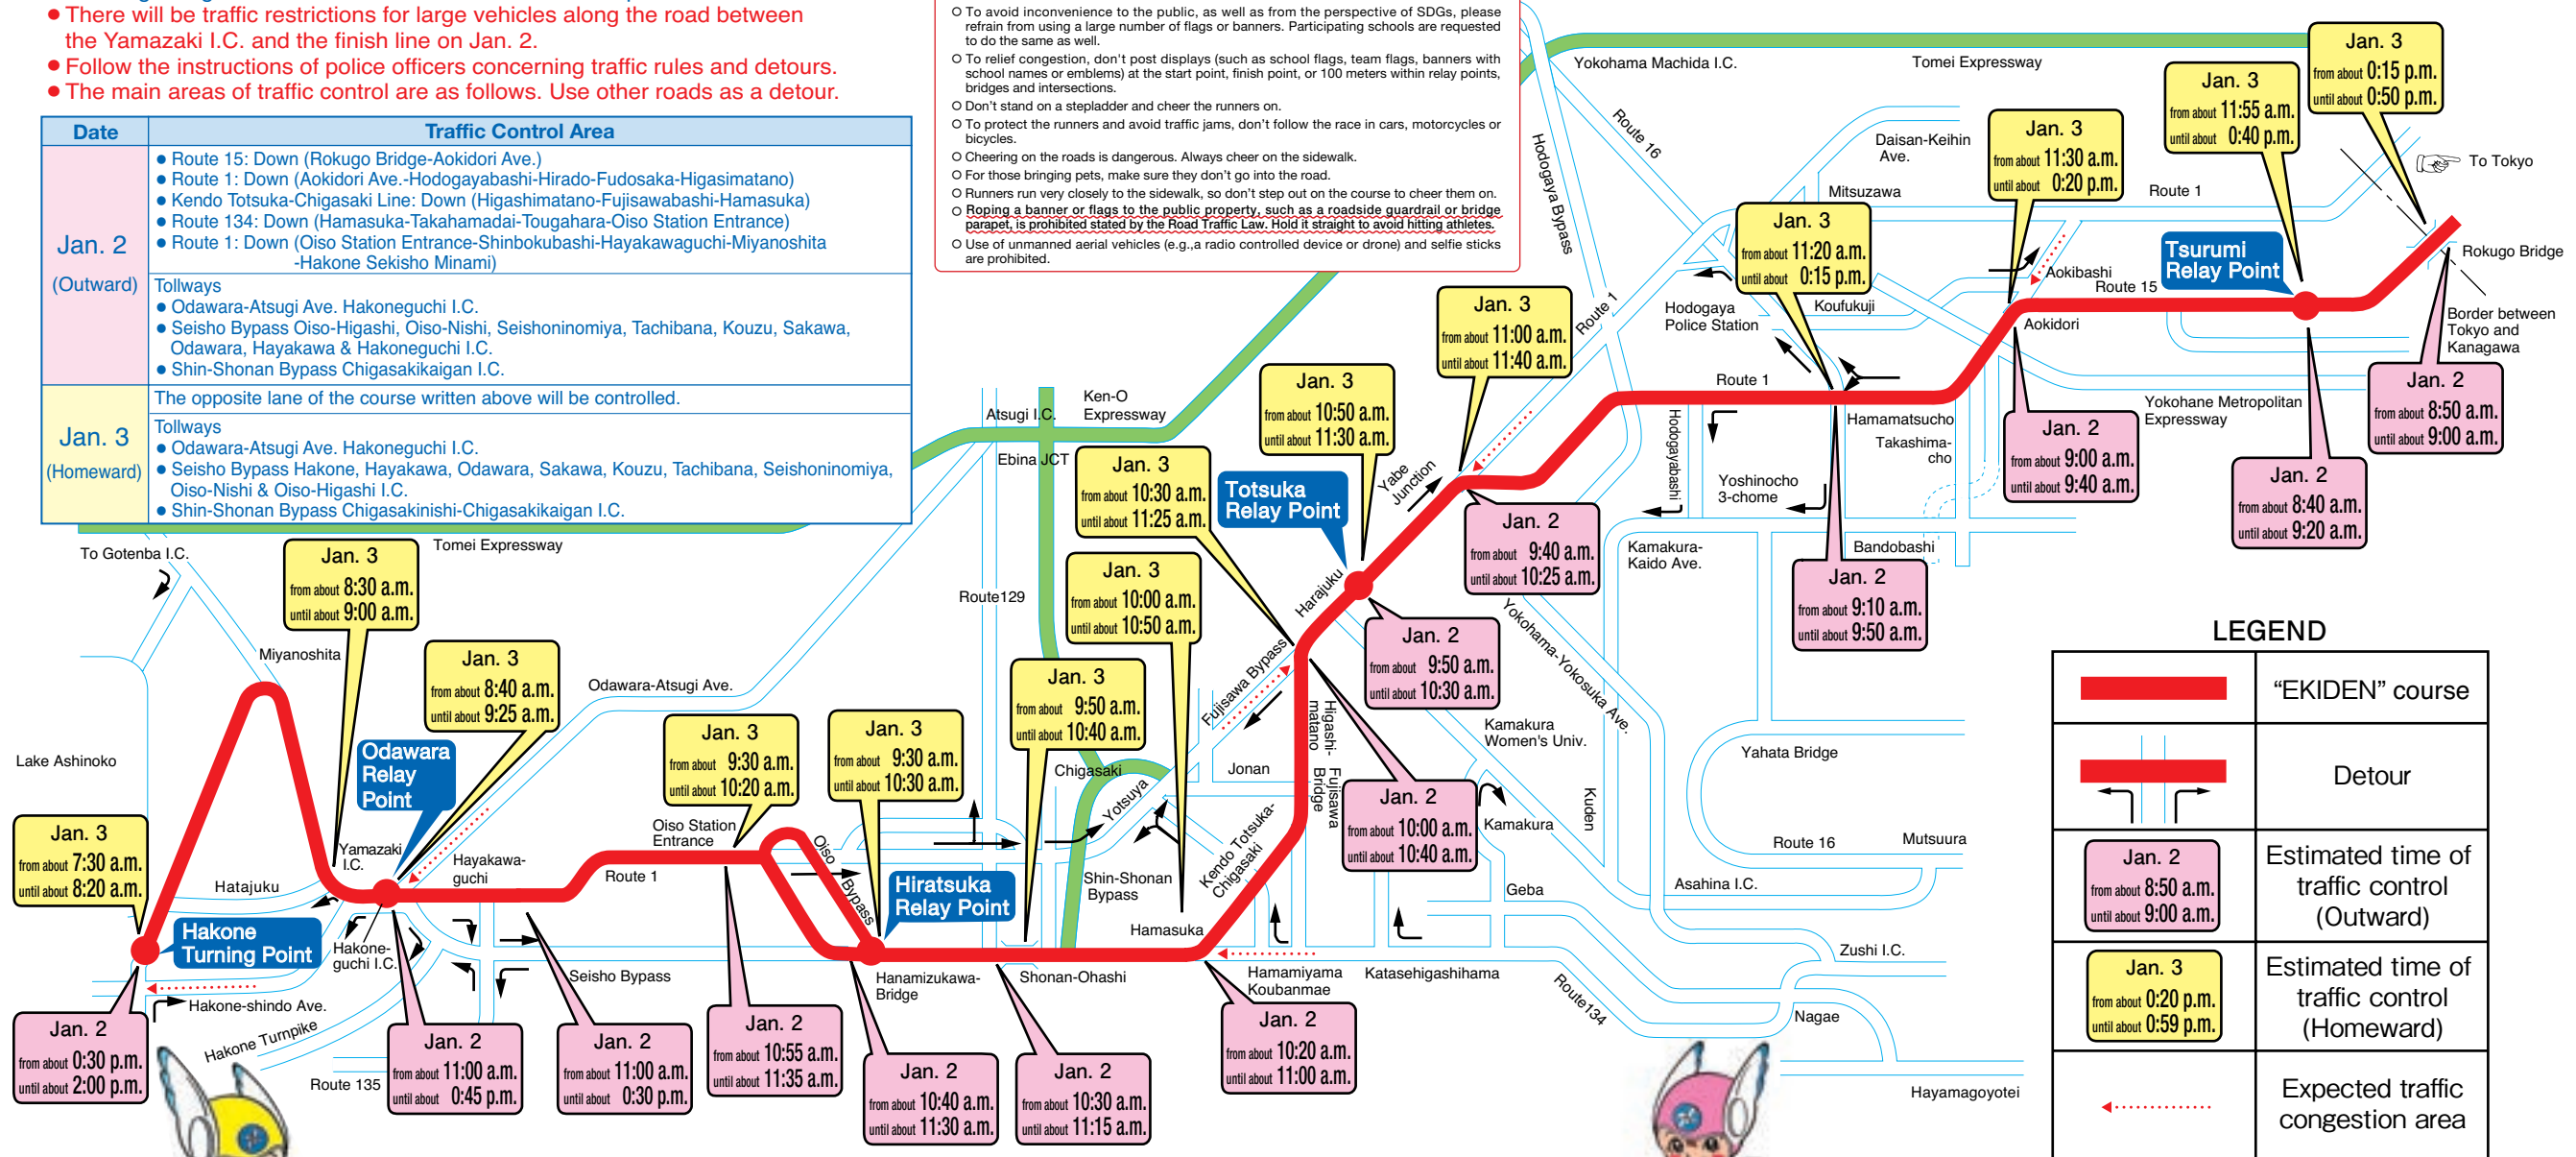 ● There will be traffic restrictions for large vehicles along the road between
the Yamazaki I.C. and the finish line on Jan. 2.
● Follow the instructions of police officers concerning traffic rules and detours.
● The main areas of traffic control are as follows. Use other roads as a detour.
Date
Traffic Control Area
Jan. 2
(Outward)
● Route 15: Down (Rokugo Bridge-Aokidori Ave.)
● Route 1: Down (Aokidori Ave.-Hodogayabashi-Hirado-Fudosaka-Higasimatano)
● Kendo Totsuka-Chigasaki Line: Down (Higashimatano-Fujisawabashi-Hamasuka)
● Route 134: Down (Hamasuka-Takahamadai-Tougahara-Oiso Station Entrance)
● Route 1: Down (Oiso Station Entrance-Shinbokubashi-Hayakawaguchi-Miyanoshita
-Hakone Sekisho Minami)
Tollways
● Odawara-Atsugi Ave. Hakoneguchi I.C.
● Seisho Bypass Oiso-Higashi, Oiso-Nishi, Seishoninomiya, Tachibana, Kouzu, Sakawa,
Odawara, Hayakawa & Hakoneguchi I.C.
● Shin-Shonan Bypass Chigasakikaigan I.C.
Jan. 3
(Homeward)
The opposite lane of the course written above will be controlled.
Tollways
● Odawara-Atsugi Ave. Hakoneguchi I.C.
● Seisho Bypass Hakone, Hayakawa, Odawara, Sakawa, Kouzu, Tachibana, Seishoninomiya,
Oiso-Nishi & Oiso-Higashi I.C.
● Shin-Shonan Bypass Chigasakinishi-Chigasakikaigan I.C.
○ To avoid inconvenience to the public, as well as from the perspective of SDGs, please
refrain from using a large number of flags or banners. Participating schools are requested
to do the same as well.
○ To relief congestion, don't post displays (such as school flags, team flags, banners with
school names or emblems) at the start point, finish point, or 100 meters within relay points,
bridges and intersections.
○ Don't stand on a stepladder and cheer the runners on.
○ To protect the runners and avoid traffic jams, don't follow the race in cars, motorcycles or
bicycles.
○ Cheering on the roads is dangerous. Always cheer on the sidewalk.
○ For those bringing pets, make sure they don't go into the road.
○ Runners run very closely to the sidewalk, so don't step out on the course to cheer them on.
○ Roping a banner or flags to the public property, such as a roadside guardrail or bridge
parapet, is prohibited stated by the Road Traffic Law. Hold it straight to avoid hitting athletes.
○ Use of unmanned aerial vehicles (e.g.,a radio controlled device or drone) and selfie sticks
are prohibited.
Yokohama Machida I.C.
Tomei Expressway
Route 16
Hodogaya Bypass
Daisan-Keihin
Ave.
Mitsuzawa
Route 1
To Tokyo
Jan. 3
from about 0:15 p.m.
until about 0:50 p.m.
Jan. 3
from about 11:55 a.m.
until about 0:40 p.m.
Jan. 3
from about 11:30 a.m.
until about 0:20 p.m.
Jan. 3
from about 11:20 a.m.
until about 0:15 p.m.
Tsurumi
Relay Point
Rokugo Bridge
Aokibashi
Route 15
Koufukuji
Hodogaya
Police Station
Aokidori
Border between
Tokyo and
Kanagawa
Route 1
Jan. 3
from about 11:00 a.m.
until about 11:40 a.m.
Jan. 3
from about 10:50 a.m.
until about 11:30 a.m.
Route 1
Hamamatsucho
Takashima-
cho
Yokohane Metropolitan
Expressway
Jan. 2
from about 8:50 a.m.
until about 9:00 a.m.
Jan. 2
from about 9:00 a.m.
until about 9:40 a.m.
Jan. 2
from about 8:40 a.m.
until about 9:20 a.m.
Atsugi I.C.
Ken-O
Expressway
Ebina JCT
Jan. 3
from about 10:30 a.m.
until about 11:25 a.m.
Totsuka
Relay Point
Yabe
Junction
Hodogayabashi
Yoshinocho
3-chome
Jan. 2
from about 9:40 a.m.
until about 10:25 a.m.
Kamakura-
Kaido Ave.
Bandobashi
Jan. 2
from about 9:10 a.m.
until about 9:50 a.m.
To Gotenba I.C.
Tomei Expressway
Jan. 3
from about 8:30 a.m.
until about 9:00 a.m.
Route129
Jan. 3
from about 10:00 a.m.
until about 10:50 a.m.
Harajuku
Jan. 2
from about 9:50 a.m.
until about 10:30 a.m.
Yokohama-Yokosuka Ave.
Miyanoshita
Jan. 3
from about 8:40 a.m.
until about 9:25 a.m.
Odawara-Atsugi Ave.
Jan. 3
from about 9:50 a.m.
until about 10:40 a.m.
Fujisawa Bypass
Higashi-
matano
Kamakura
Women's Univ.
Yahata Bridge
Lake Ashinoko
Odawara
Relay
Point
Jan. 3
from about 9:30 a.m.
until about 10:20 a.m.
Jan. 3
from about 9:30 a.m.
until about 10:30 a.m.
Chigasaki
Yotsuya
Jonan
Fujisawa
Bridge
Jan. 2
from about 10:00 a.m.
until about 10:40 a.m.
Kamakura
Kuden
Route 16
Mutsuura
Jan. 3
from about 7:30 a.m.
until about 8:20 a.m.
Yamazaki
I.C.
Hayakawa-
guchi
Oiso Station
Entrance
Route 1
Oiso
Bypass
Hiratsuka
Relay Point
Shin-Shonan
Bypass
Kendo Totsuka-
Chigasaki
Geba
Asahina I.C.
Hatajuku
Hakone
Turning Point
Hakone-
guchi I.C.
Hamasuka
Zushi I.C.
Seisho Bypass
Hanamizukawa-
Bridge
Shonan-Ohashi
Hamamiyama
Koubanmae
Katasehigashihama
Route134
Nagae
Hakone-shindo Ave.
Hakone Turnpike
Route 135
Hayamagoyotei
Jan. 2
from about 0:30 p.m.
until about 2:00 p.m.
Jan. 2
from about 11:00 a.m.
until about 0:45 p.m.
Jan. 2
from about 11:00 a.m.
until about 0:30 p.m.
Jan. 2
from about 10:55 a.m.
until about 11:35 a.m.
Jan. 2
from about 10:40 a.m.
until about 11:30 a.m.
Jan. 2
from about 10:30 a.m.
until about 11:15 a.m.
Jan. 2
from about 10:20 a.m.
until about 11:00 a.m.
LEGEND
“EKIDEN” course
Detour
Jan. 2
from about 8:50 a.m.
until about 9:00 a.m.
Estimated time of
traffic control
(Outward)
Jan. 3
from about 0:20 p.m.
until about 0:59 p.m.
Estimated time of
traffic control
(Homeward)
Expected traffic
congestion area